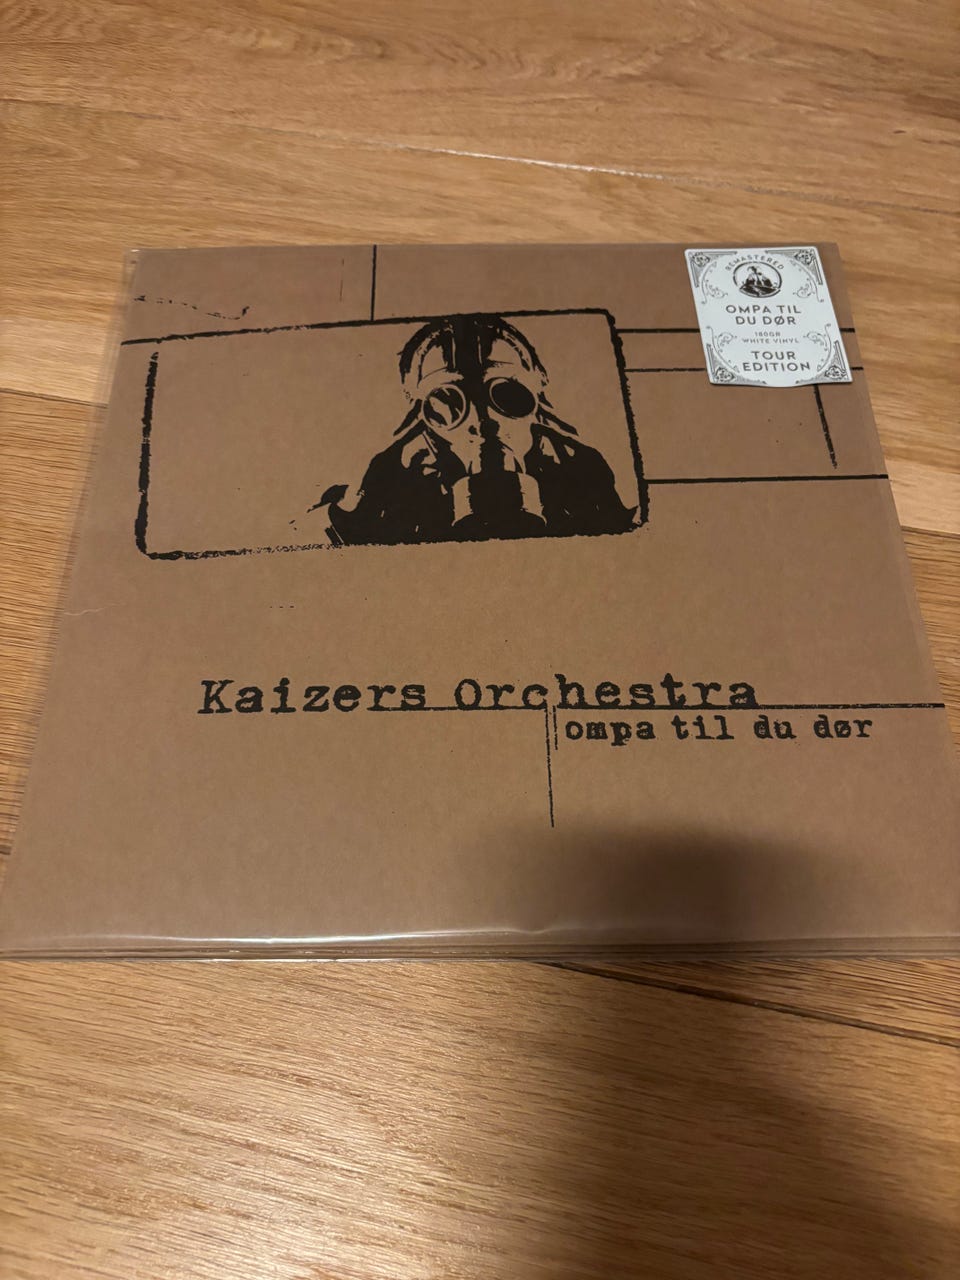 REMASTERED
OMPA TIL
DU DØR
180GR
WHITE VINYL
TOUR
EDITION
Kaizers Orchestra
ompa til du dør